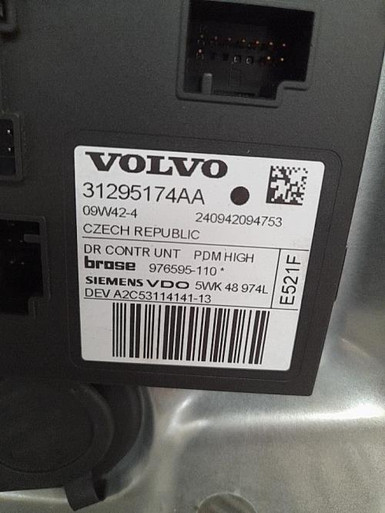 VOLVO
31295174AA
09W42-4 240942094753
CZECH REPUBLIC
DR CONTR UNT PDM HIGH
brose 976595-110 *
SIEMENS VDO 5WK 48 974L
DEV A2C53114141-13
E521F